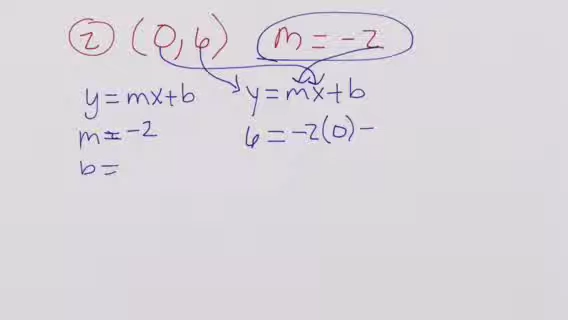 2 (0,6) m = -2
y = mx+b y = mx+b
m = -2 6 = -2(0) -
b =